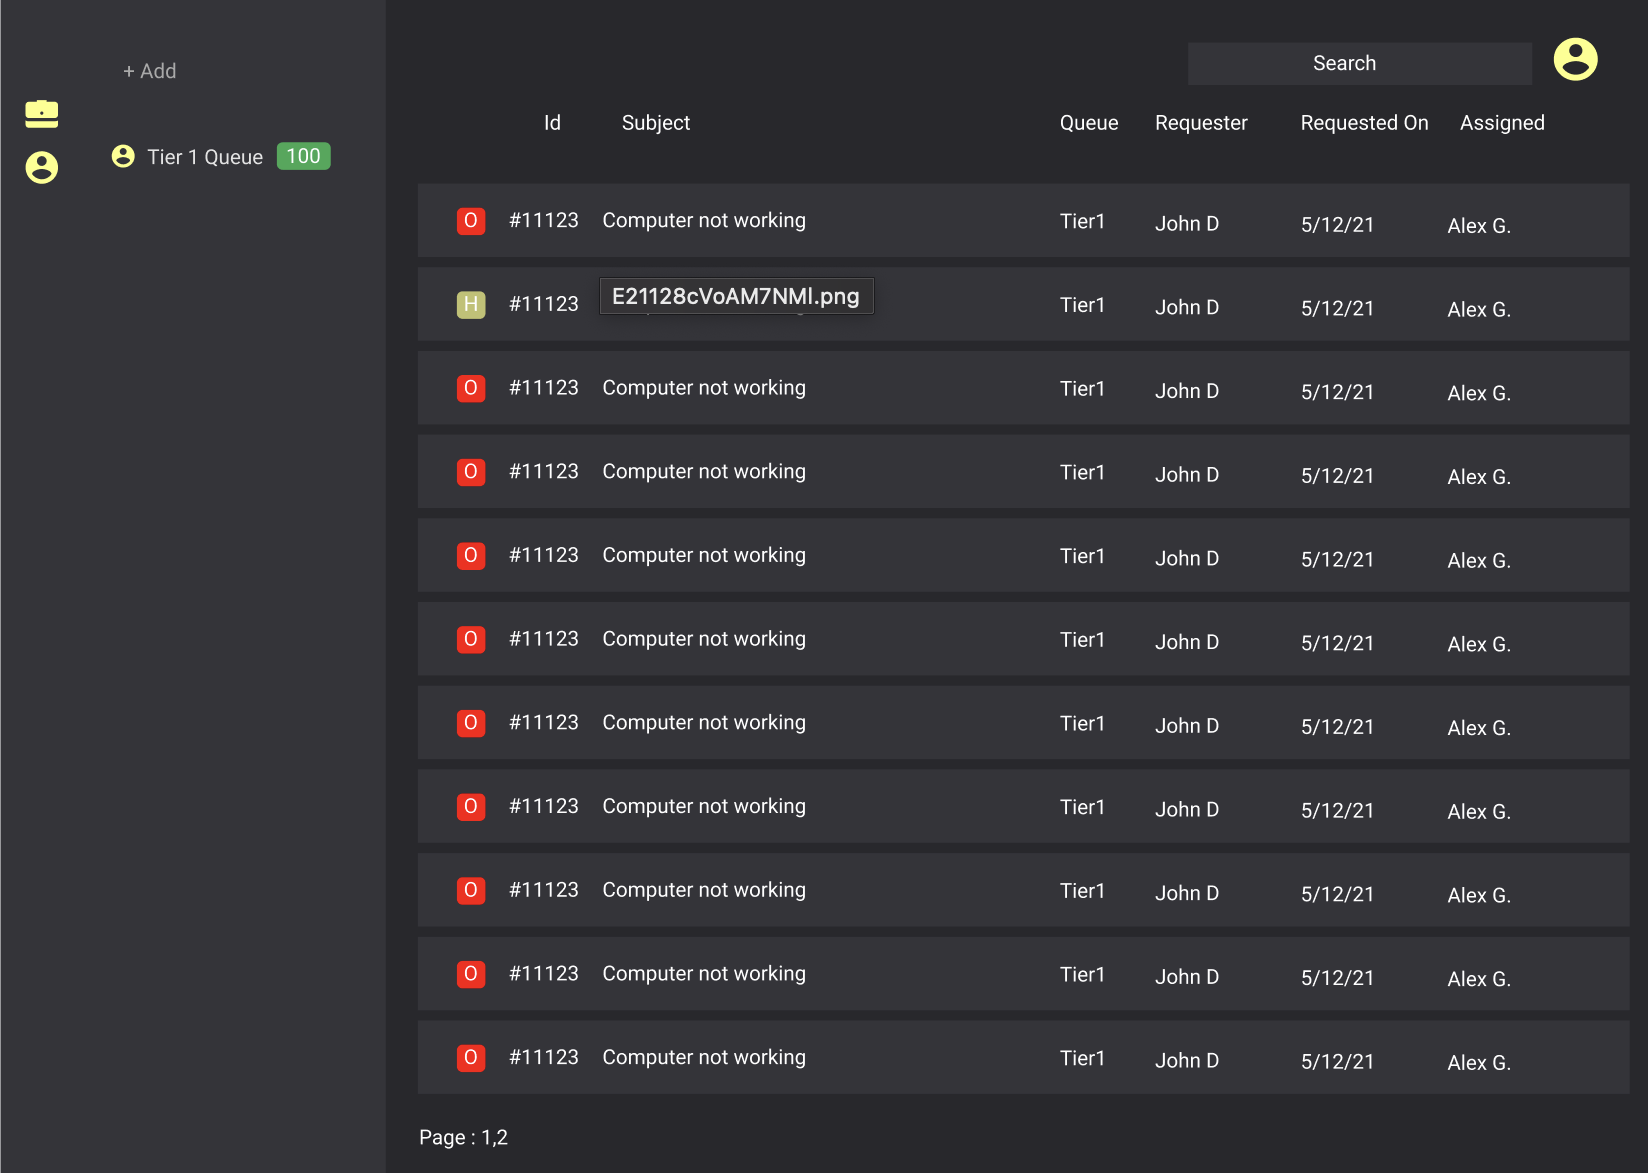 + Add
Tier 1 Queue 100
Search
Id Subject Queue Requester Requested On Assigned
O #11123 Computer not working Tier1 John D 5/12/21 Alex G.
H #11123 E21128cVoAM7NMl.png Tier1 John D 5/12/21 Alex G.
O #11123 Computer not working Tier1 John D 5/12/21 Alex G.
O #11123 Computer not working Tier1 John D 5/12/21 Alex G.
O #11123 Computer not working Tier1 John D 5/12/21 Alex G.
O #11123 Computer not working Tier1 John D 5/12/21 Alex G.
O #11123 Computer not working Tier1 John D 5/12/21 Alex G.
O #11123 Computer not working Tier1 John D 5/12/21 Alex G.
O #11123 Computer not working Tier1 John D 5/12/21 Alex G.
O #11123 Computer not working Tier1 John D 5/12/21 Alex G.
O #11123 Computer not working Tier1 John D 5/12/21 Alex G.
Page : 1,2